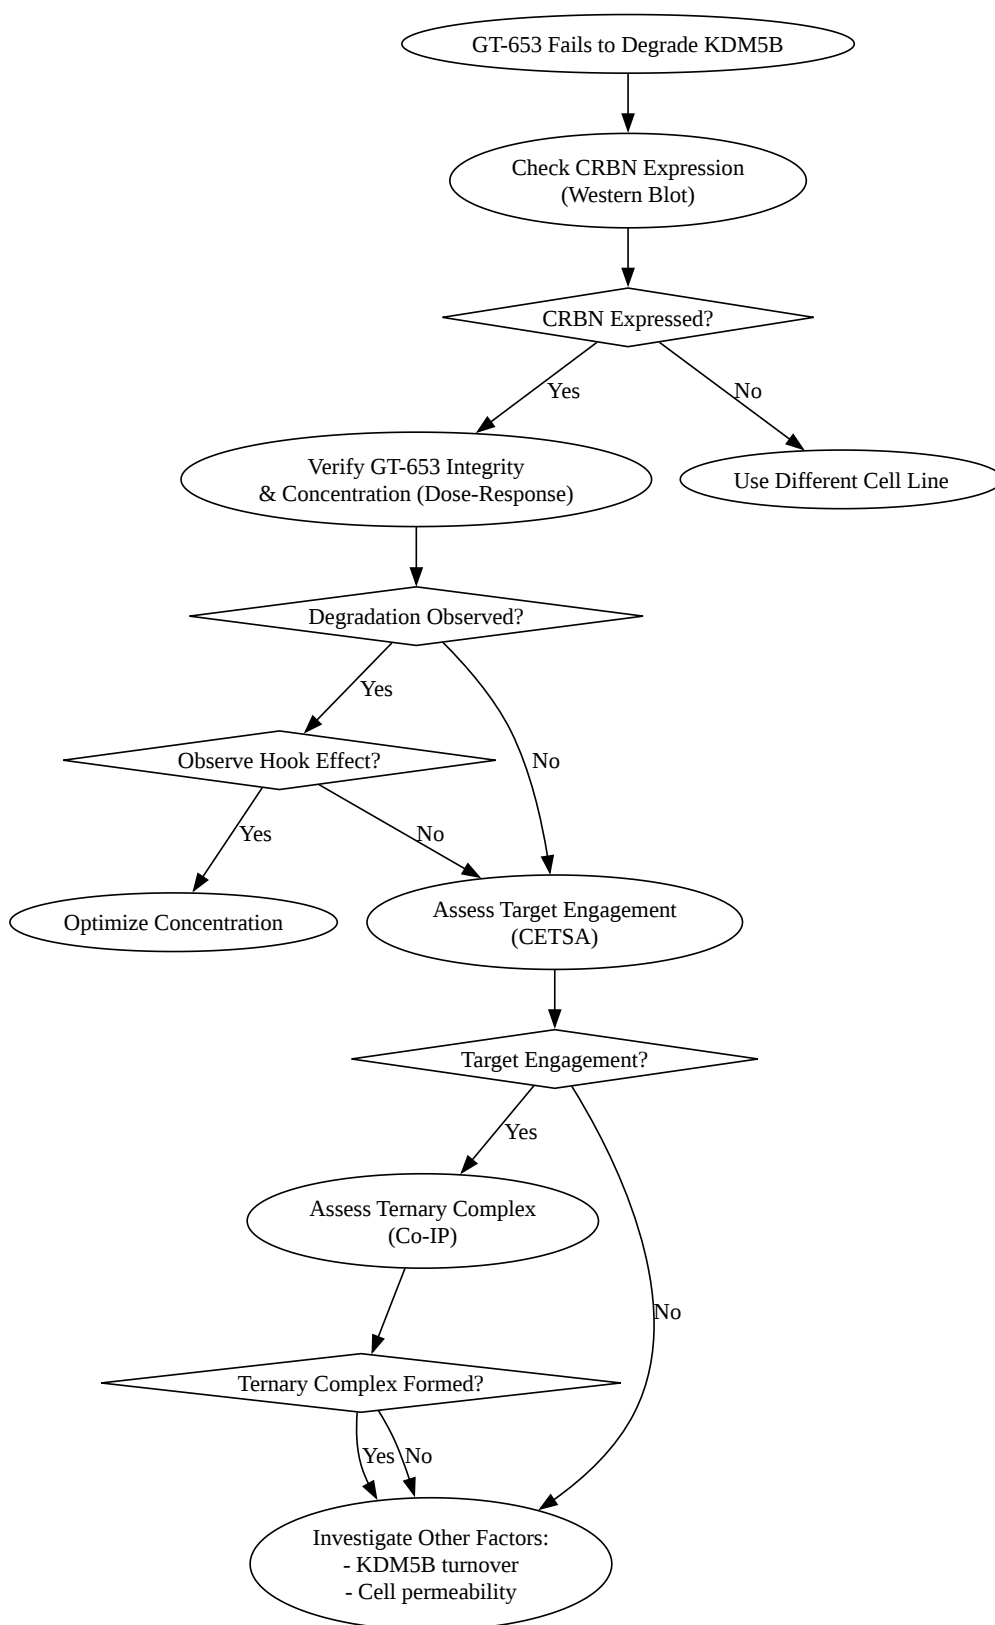 GT-653 Fails to Degrade KDM5B
Check CRBN Expression
(Western Blot)
CRBN Expressed?
Yes
No
Verify GT-653 Integrity
& Concentration (Dose-Response)
Use Different Cell Line
Degradation Observed?
Yes
Observe Hook Effect?
No
Yes
No
Optimize Concentration
Assess Target Engagement
(CETSA)
Target Engagement?
Yes
Assess Ternary Complex
(Co-IP)
No
Ternary Complex Formed?
Yes
No
Investigate Other Factors:
- KDM5B turnover
- Cell permeability